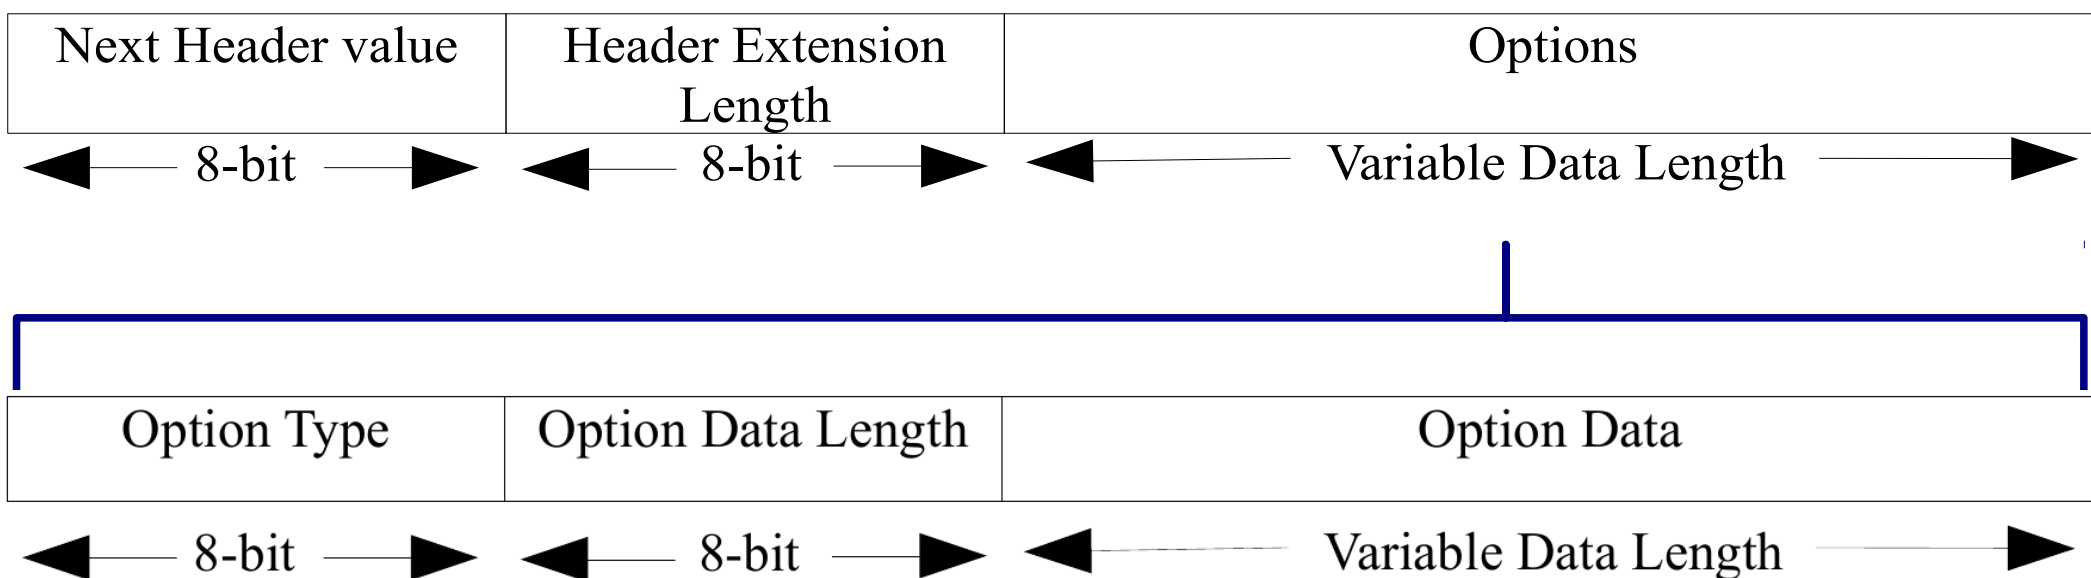 Next Header value
Header Extension
Length
Options
8-bit
8-bit
Variable Data Length
Option Type
Option Data Length
Option Data
8-bit
8-bit
Variable Data Length